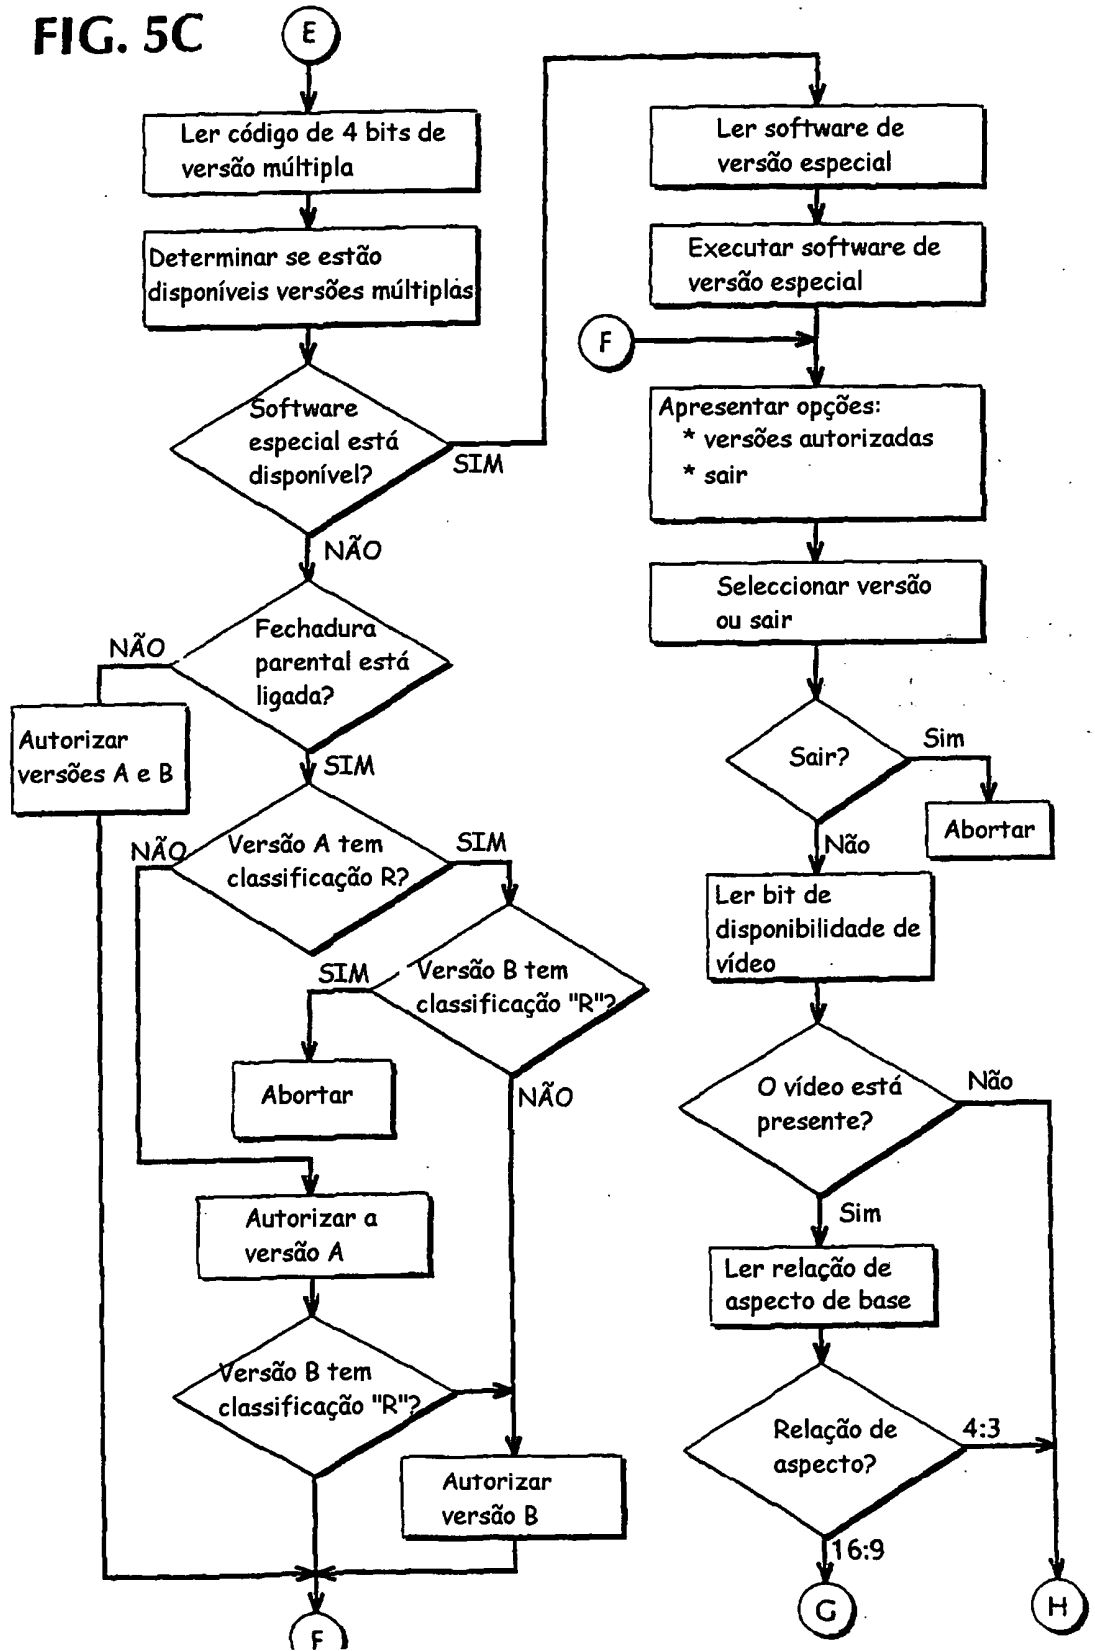 FIG. 5C
E
Ler código de 4 bits de
versão múltipla
Determinar se estão
disponíveis versões múltiplas
Software
especial está
disponível?
SIM
NÃO
Fechadura
parental está
ligada?
NÃO
Autorizar
versões A e B
SIM
Versão A tem
classificação R?
NÃO
SIM
Versão B tem
classificação "R"?
SIM
Abortar
NÃO
Autorizar a
versão A
Versão B tem
classificação "R"?
Autorizar
versão B
F
Ler software de
versão especial
Executar software de
versão especial
F
Apresentar opções:
* versões autorizadas
* sair
Seleccionar versão
ou sair
Sair?
Sim
Abortar
Não
Ler bit de
disponibilidade de
vídeo
O vídeo está
presente?
Não
Sim
Ler relação de
aspecto de base
Relação de
aspecto?
4:3
16:9
G
H